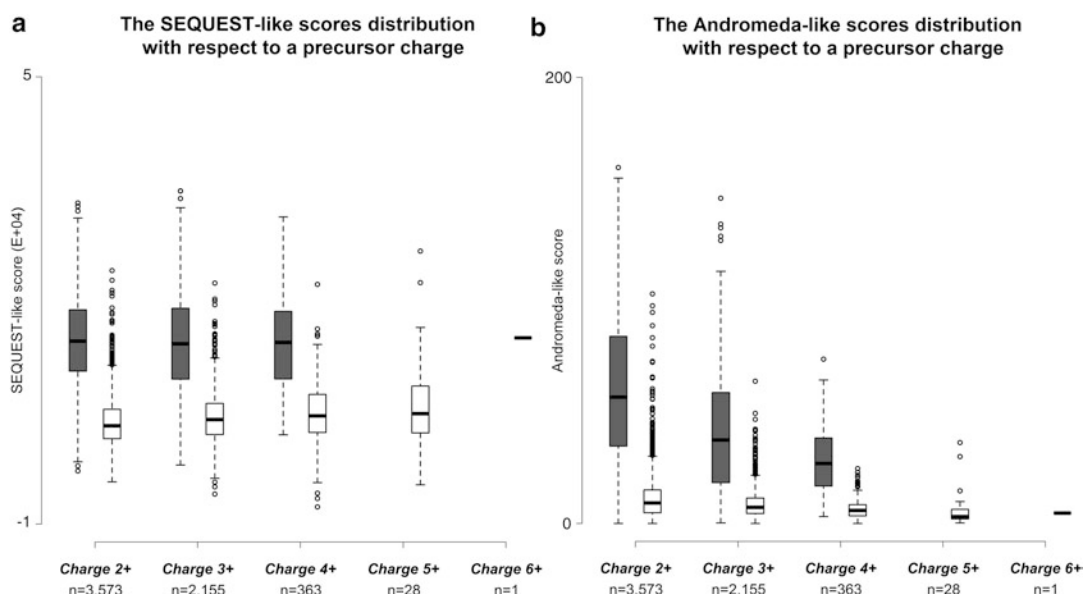 a
The SEQUEST-like scores distribution
with respect to a precursor charge
5
SEQUEST-like score (E+04)
-1
Charge 2+ Charge 3+ Charge 4+ Charge 5+ Charge 6+
n=3.573 n=2.155 n=363 n=28 n=1
b
The Andromeda-like scores distribution
with respect to a precursor charge
200
Andromeda-like score
0
Charge 2+ Charge 3+ Charge 4+ Charge 5+ Charge 6+
n=3.573 n=2.155 n=363 n=28 n=1